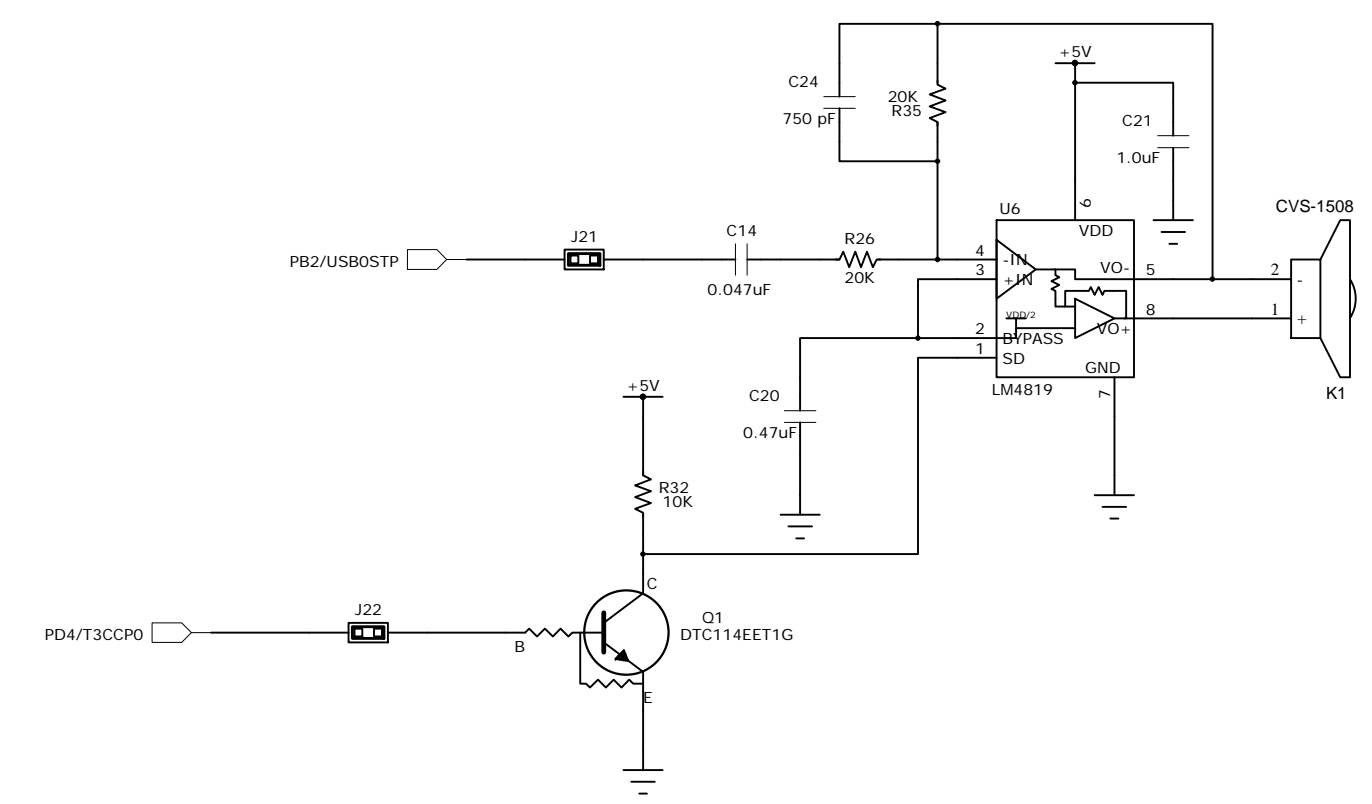 +5V
C24
750 pF
20K
R35
C21
1.0uF
CVS-1508
U6
6
VDD
PB2/USB0STP
J21
C14
0.047uF
R26
20K
4
-IN
3
+IN
VO-
5
2
-
VDD/2
8
1
+
2
BYPASS
VO+
1
SD
GND
LM4819
7
K1
+5V
C20
0.47uF
R32
10K
C
PD4/T3CCP0
J22
B
Q1
DTC114EET1G
E